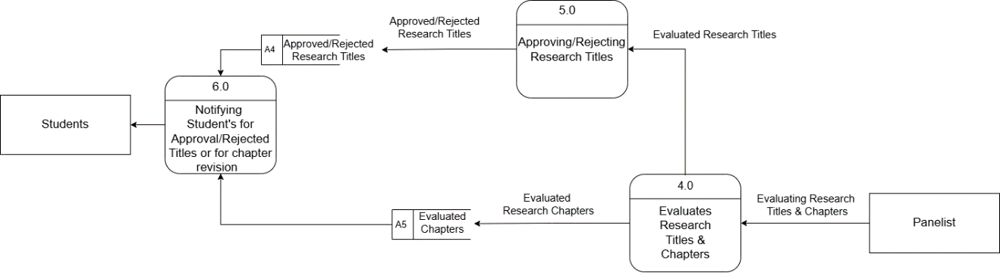 5.0
Approving/Rejecting
Research Titles
Approved/Rejected
Research Titles
Evaluated Research Titles
A4
Approved/Rejected
Research Titles
6.0
Notifying
Student's for
Approval/Rejected
Titles or for chapter
revision
Students
4.0
Evaluates
Research
Titles &
Chapters
Evaluated
Research Chapters
Evaluating Research
Titles & Chapters
A5
Evaluated
Chapters
Panelist